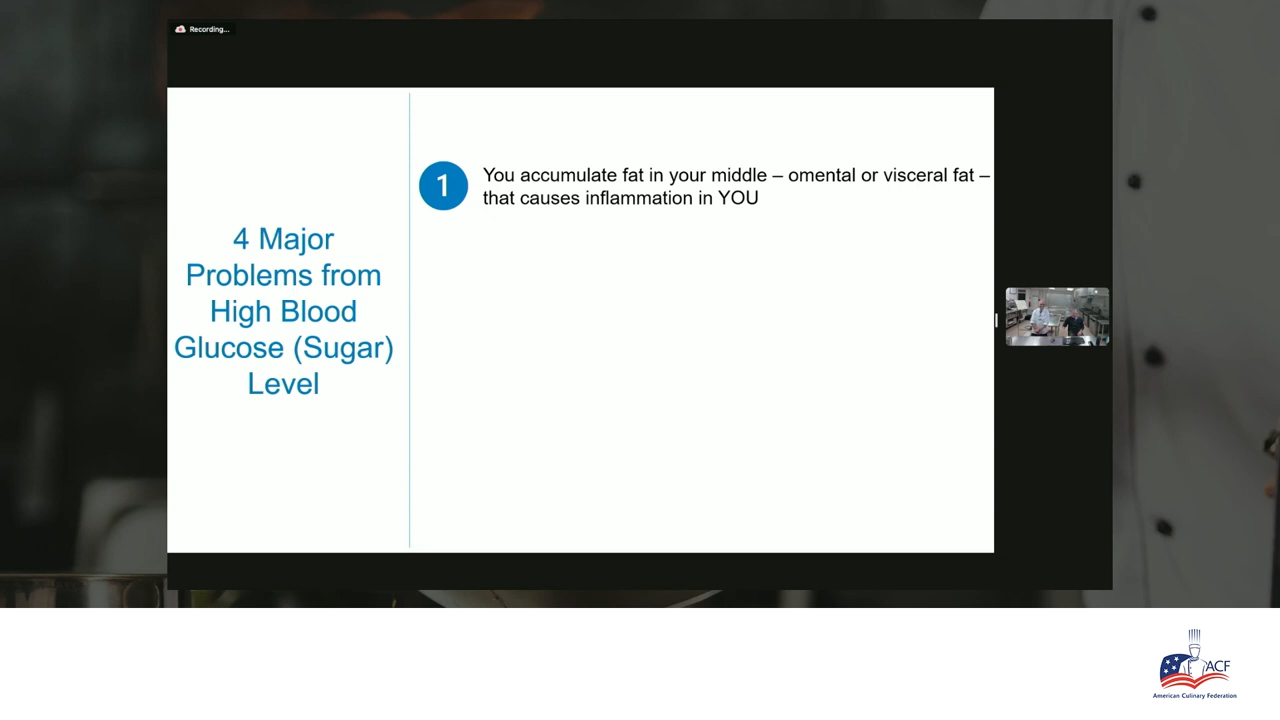 Recording...
4 Major
Problems from
High Blood
Glucose (Sugar)
Level
1
You accumulate fat in your middle – omental or visceral fat –
that causes inflammation in YOU
ACF
American Culinary Federation